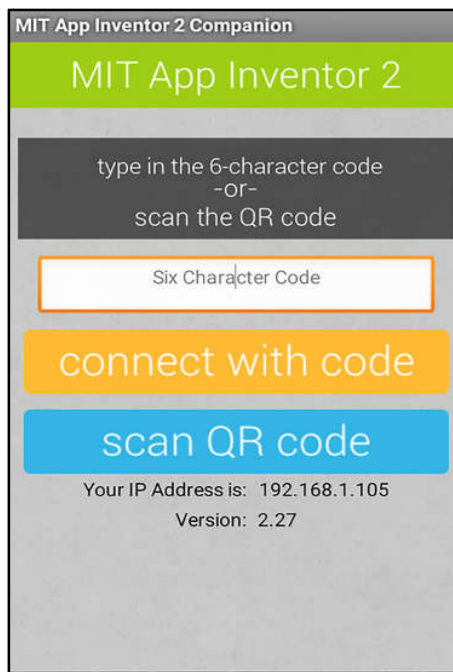 MIT App Inventor 2 Companion
MIT App Inventor 2
type in the 6-character code
-or-
scan the QR code
Six Character Code
connect with code
scan QR code
Your IP Address is: 192.168.1.105
Version: 2.27